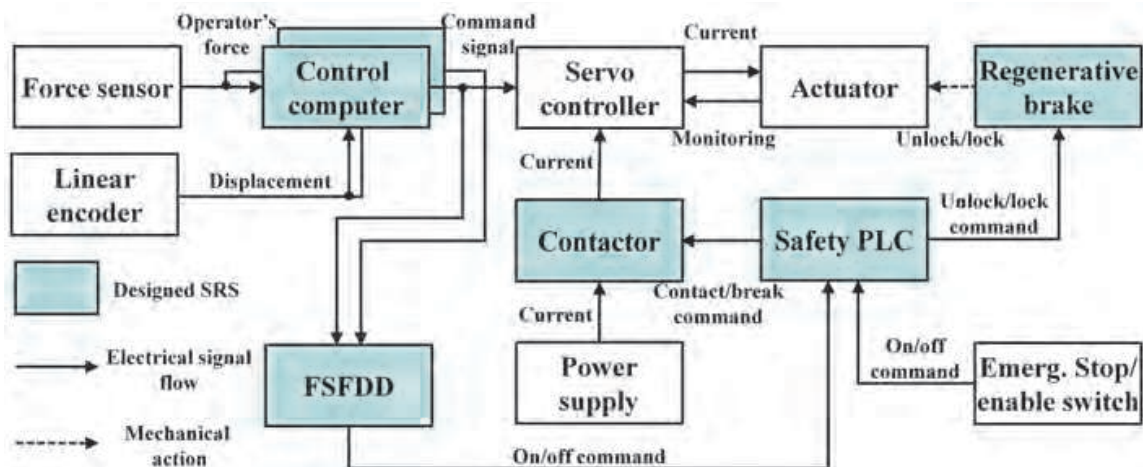 Operator's
force
Command
signal
Current
Force sensor
Control
computer
Servo
controller
Actuator
Regenerative
brake
Monitoring
Unlock/lock
Linear
encoder
Displacement
Current
Unlock/lock
command
Contactor
Safety PLC
Designed SRS
Contact/break
command
Current
Electrical signal
flow
FSFDD
Power
supply
On/off
command
Emerg. Stop/
enable switch
Mechanical
action
On/off command